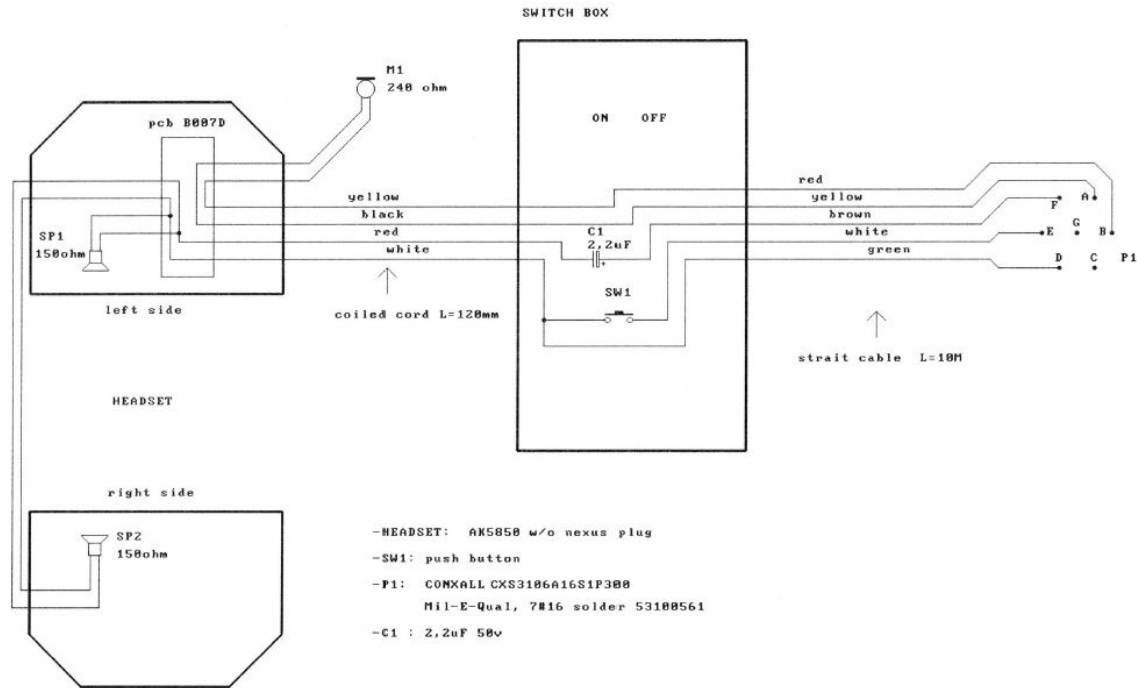 SWITCH BOX
M1
240 ohm
pcb B007D
ON OFF
red
yellow
yellow
F A
black
brown
SP1
red
C1
white
E G B
150ohm
white
2,2uF
green
D C P1
+
SW1
left side
coiled cord L=120mm
strait cable L=10M
HEADSET
right side
SP2
150ohm
-HEADSET: AK5850 w/o nexus plug
-SW1: push button
-P1: CONXALL CXS3106A16S1P300
Mil-E-Qual, 7#16 solder 53100561
-C1 : 2,2uF 50v